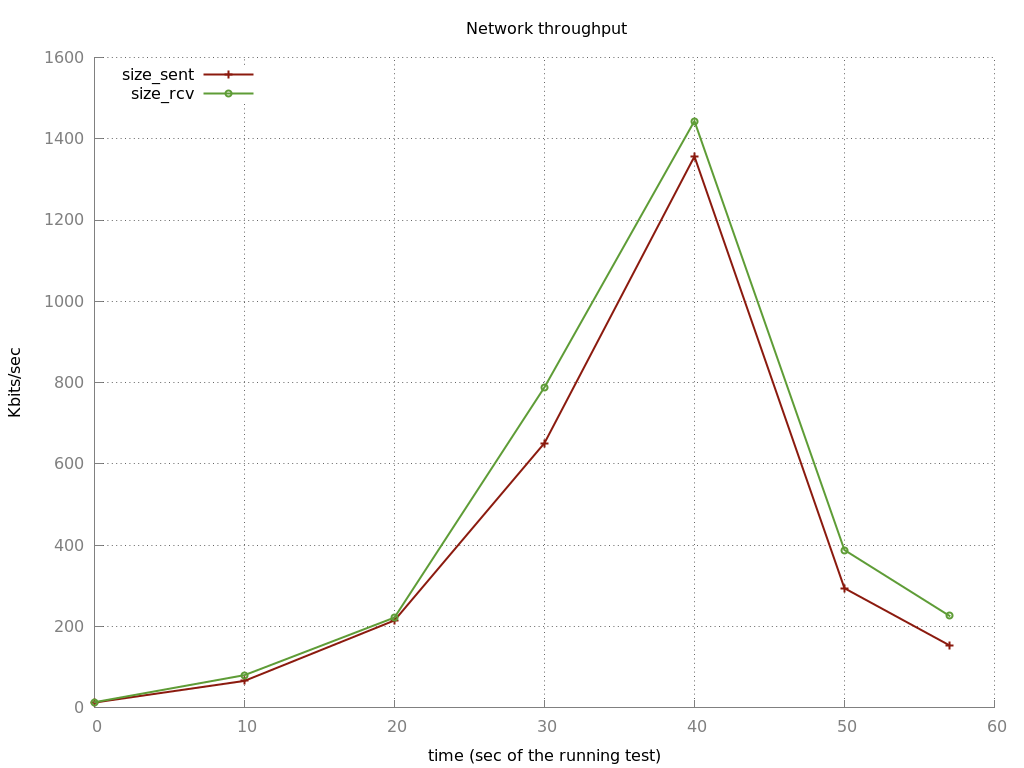 Network throughput
size_sent
size_rcv
1600
1400
1200
1000
800
600
400
200
0
Kbits/sec
0 10 20 30 40 50 60
time (sec of the running test)